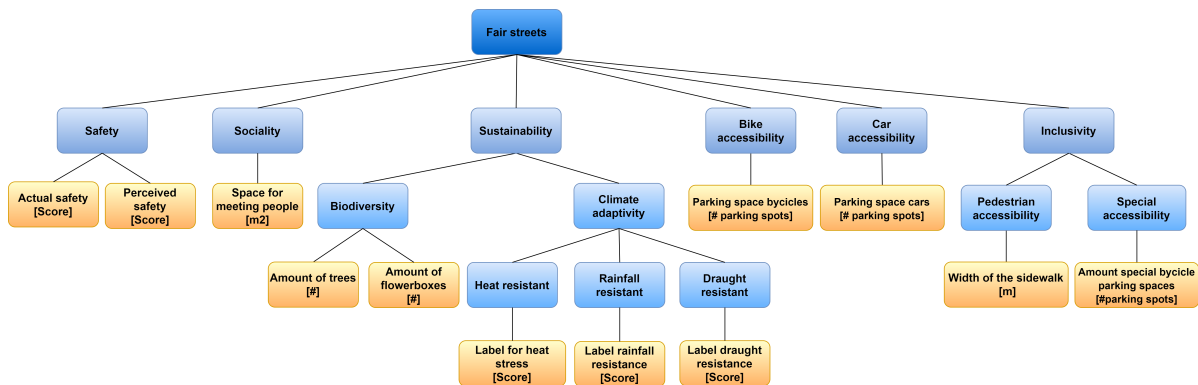 Fair streets
Safety
Sociality
Sustainability
Bike
accessibility
Car
accessibility
Inclusivity
Actual safety
[Score]
Perceived
safety
[Score]
Space for
meeting people
[m2]
Biodiversity
Climate
adaptivity
Parking space bycicles
[# parking spots]
Parking space cars
[# parking spots]
Pedestrian
accessibility
Special
accessibility
Amount of trees
[#]
Amount of
flowerboxes
[#]
Heat resistant
Rainfall
resistant
Draught
resistant
Width of the sidewalk
[m]
Amount special bycicle
parking spaces
[#parking spots]
Label for heat
stress
[Score]
Label rainfall
resistance
[Score]
Label draught
resistance
[Score]